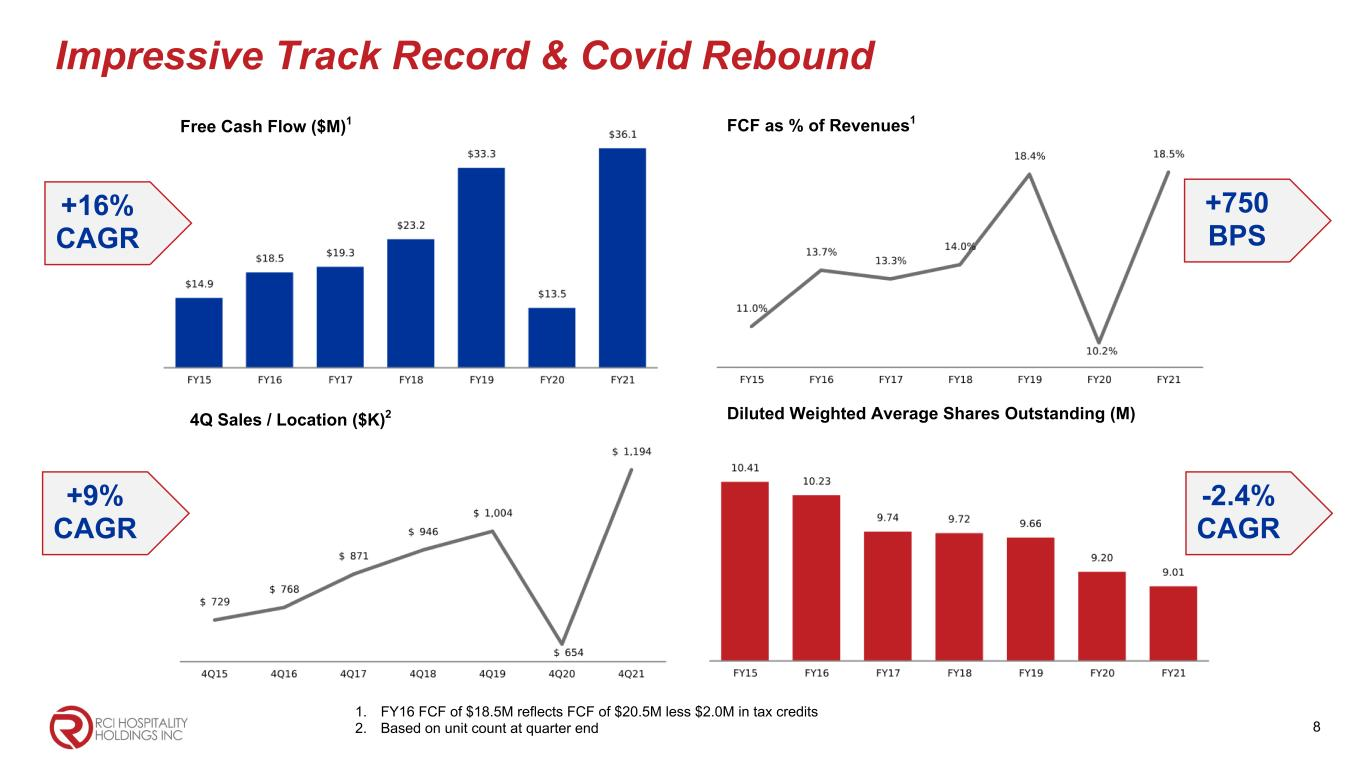 Impressive Track Record & Covid Rebound
Free Cash Flow ($M)1
+16%
CAGR
$14.9
$18.5
$19.3
$23.2
$33.3
$13.5
$36.1
FY15
FY16
FY17
FY18
FY19
FY20
FY21
FCF as % of Revenues1
11.0%
13.7%
13.3%
14.0%
18.4%
10.2%
18.5%
FY15
FY16
FY17
FY18
FY19
FY20
FY21
+750
BPS
4Q Sales / Location ($K)2
+9%
CAGR
$ 729
$ 768
$ 871
$ 946
$ 1,004
$ 654
$ 1,194
4Q15
4Q16
4Q17
4Q18
4Q19
4Q20
4Q21
Diluted Weighted Average Shares Outstanding (M)
10.41
10.23
9.74
9.72
9.66
9.20
9.01
FY15
FY16
FY17
FY18
FY19
FY20
FY21
-2.4%
CAGR
RCI HOSPITALITY
HOLDINGS INC
1. FY16 FCF of $18.5M reflects FCF of $20.5M less $2.0M in tax credits
2. Based on unit count at quarter end
8